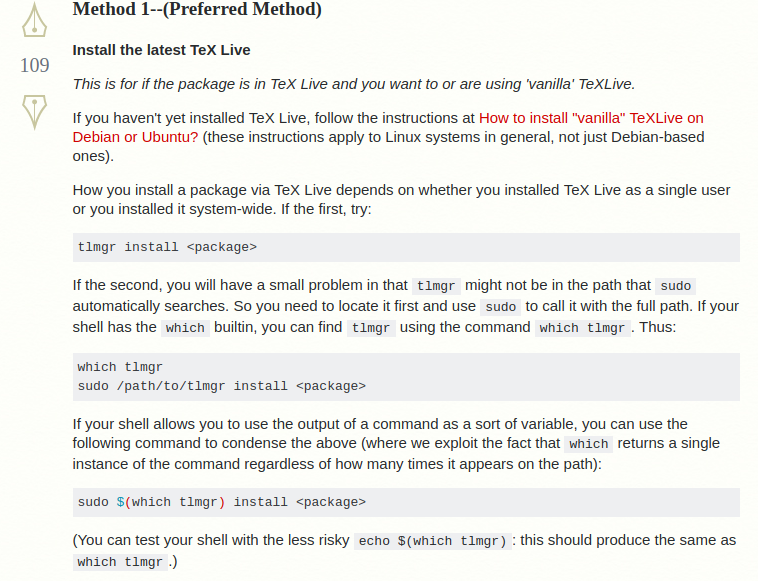 Method 1--(Preferred Method)
109
Install the latest TeX Live
This is for if the package is in TeX Live and you want to or are using 'vanilla' TeXLive.
If you haven't yet installed TeX Live, follow the instructions at How to install "vanilla" TeXLive on
Debian or Ubuntu? (these instructions apply to Linux systems in general, not just Debian-based
ones).
How you install a package via TeX Live depends on whether you installed TeX Live as a single user
or you installed it system-wide. If the first, try:
tlmgr install <package>
If the second, you will have a small problem in that tlmgr might not be in the path that sudo
automatically searches. So you need to locate it first and use sudo to call it with the full path. If your
shell has the which builtin, you can find tlmgr using the command which tlmgr. Thus:
which tlmgr
sudo /path/to/tlmgr install <package>
If your shell allows you to use the output of a command as a sort of variable, you can use the
following command to condense the above (where we exploit the fact that which returns a single
instance of the command regardless of how many times it appears on the path):
sudo $(which tlmgr) install <package>
(You can test your shell with the less risky echo $(which tlmgr): this should produce the same as
which tlmgr.)